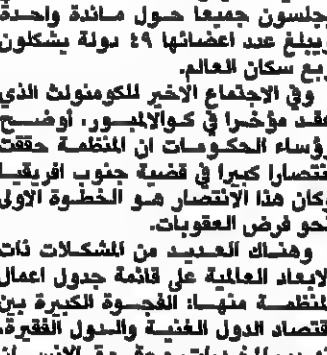 يجلسون جميعا حول مائدة واحدة
ويبلغ عدد اعضائها ٤٩ دولة يشكلون
ربع سكان العالم.
وفي الاجتماع الاخير للكومنولث الذي
عقد مؤخرا في كوالالمبور. أوضح
رؤساء الحكومات ان المنظمة حققت
انتصارا كبيرا في قضية جنوب افريقيا
وكان هذا الانتصار هو الخطوة الاولى
نحو فرض العقوبات.
وهناك العديد من المشكلات ذات
الابعاد العالمية على قائمة جدول اعمال
المنظمة منها: الفجوة الكبيرة بين
اقتصاد الدول الغنية والدول الفقيرة،